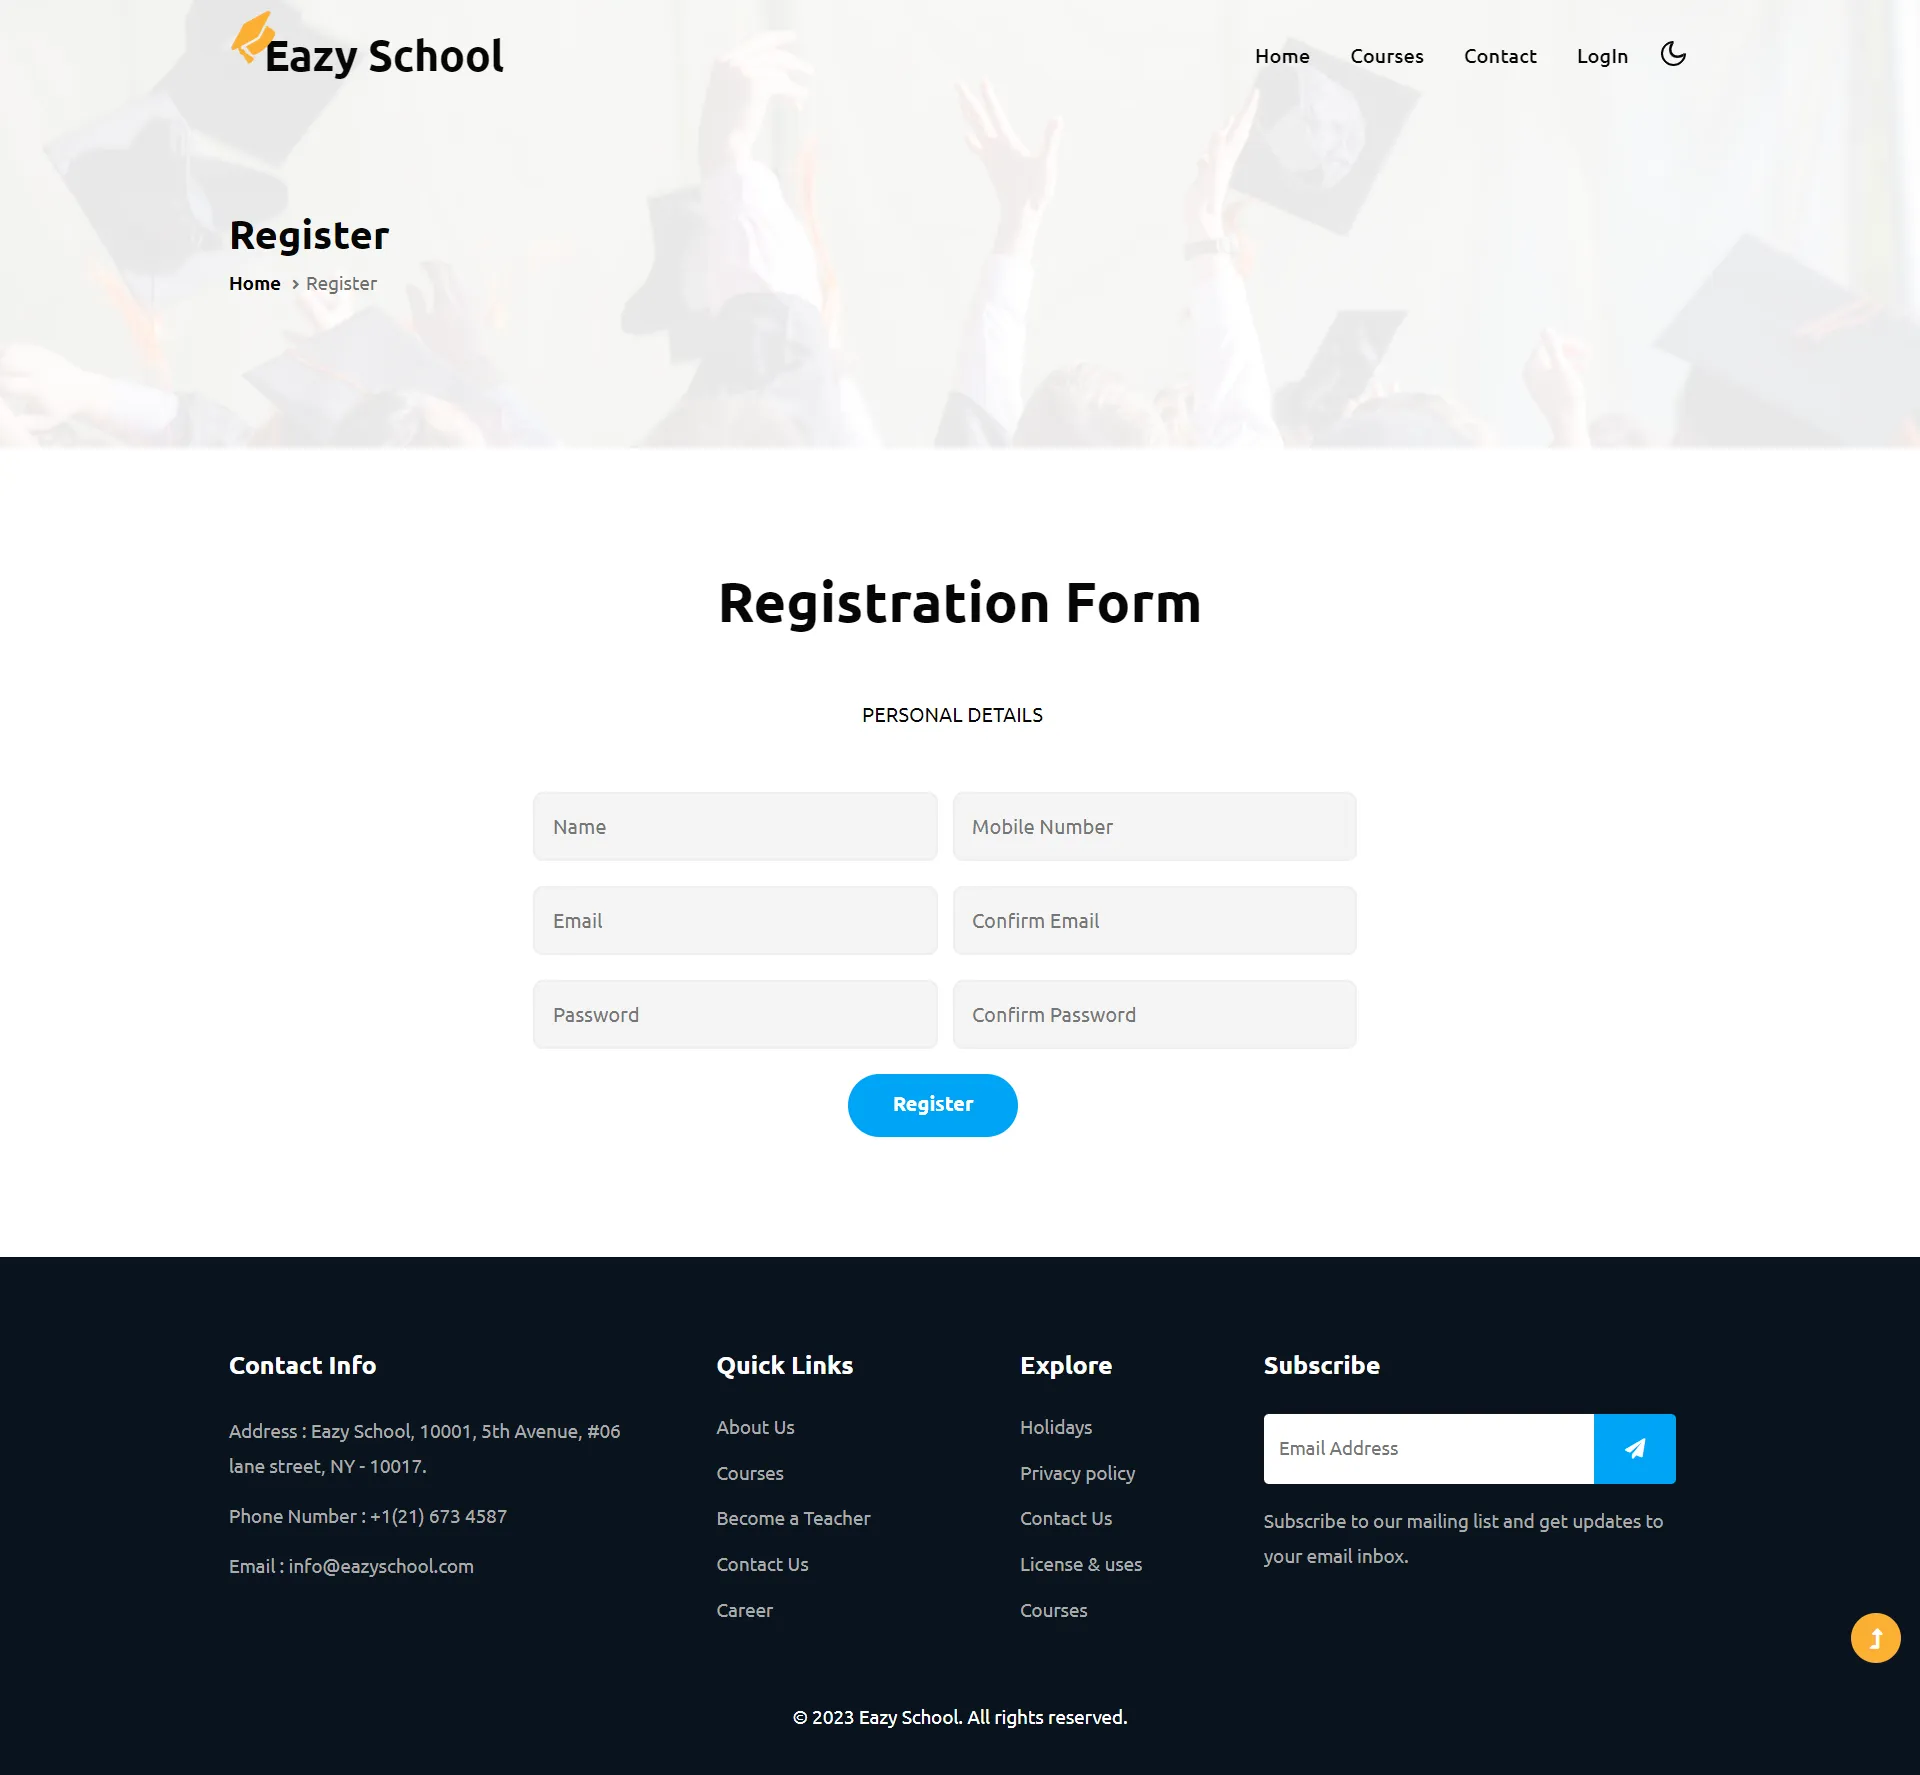 Eazy School
Home
Courses
Contact
LogIn
Register
Home
Register
Registration Form
PERSONAL DETAILS
Name
Mobile Number
Email
Confirm Email
Password
Confirm Password
Register
Contact Info
Address : Eazy School, 10001, 5th Avenue, #06
lane street, NY - 10017.
Phone Number : +1(21) 673 4587
Email : info@eazyschool.com
Quick Links
About Us
Courses
Become a Teacher
Contact Us
Career
Explore
Holidays
Privacy policy
Contact Us
License & uses
Courses
Subscribe
Email Address
Subscribe to our mailing list and get updates to
your email inbox.
© 2023 Eazy School. All rights reserved.